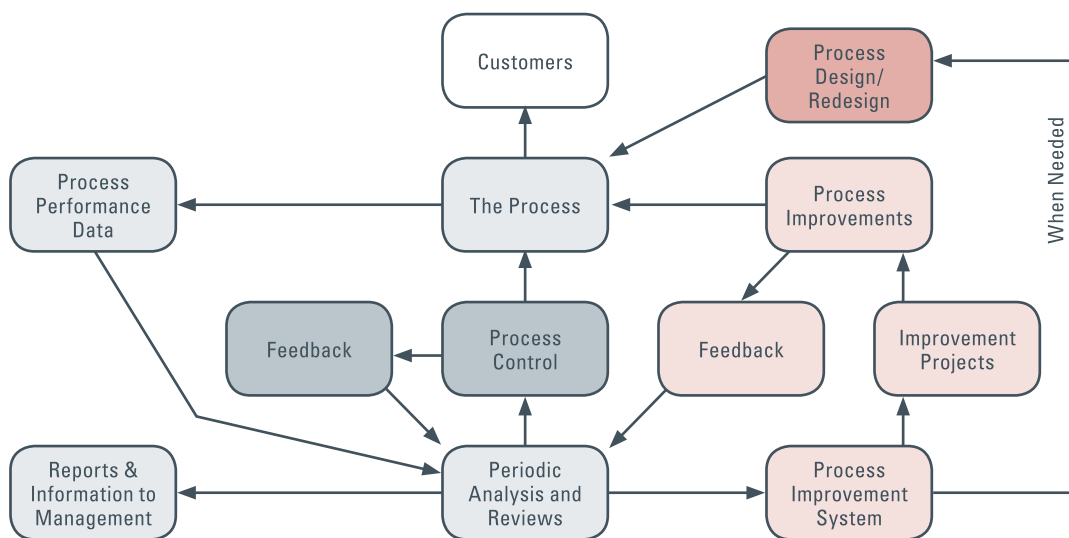 Customers
Process
Design/
Redesign
When Needed
Process
Performance
Data
The Process
Process
Improvements
Feedback
Process
Control
Feedback
Improvement
Projects
Reports &
Information to
Management
Periodic
Analysis and
Reviews
Process
Improvement
System